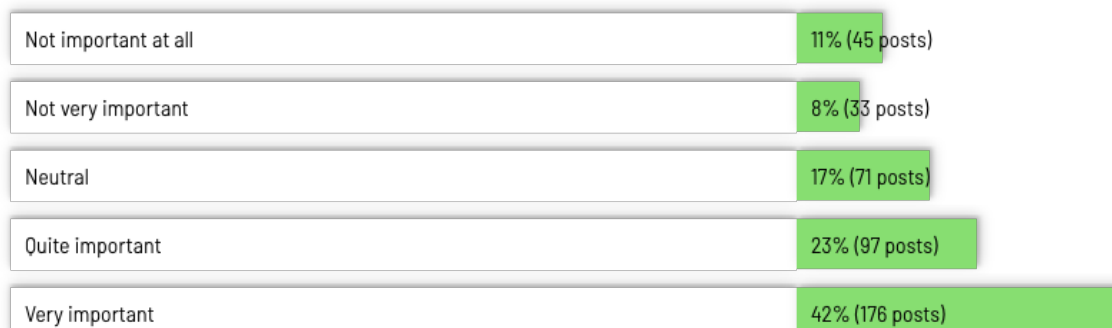 Not important at all 11% (45 posts)
Not very important 8% (33 posts)
Neutral 17% (71 posts)
Quite important 23% (97 posts)
Very important 42% (176 posts)